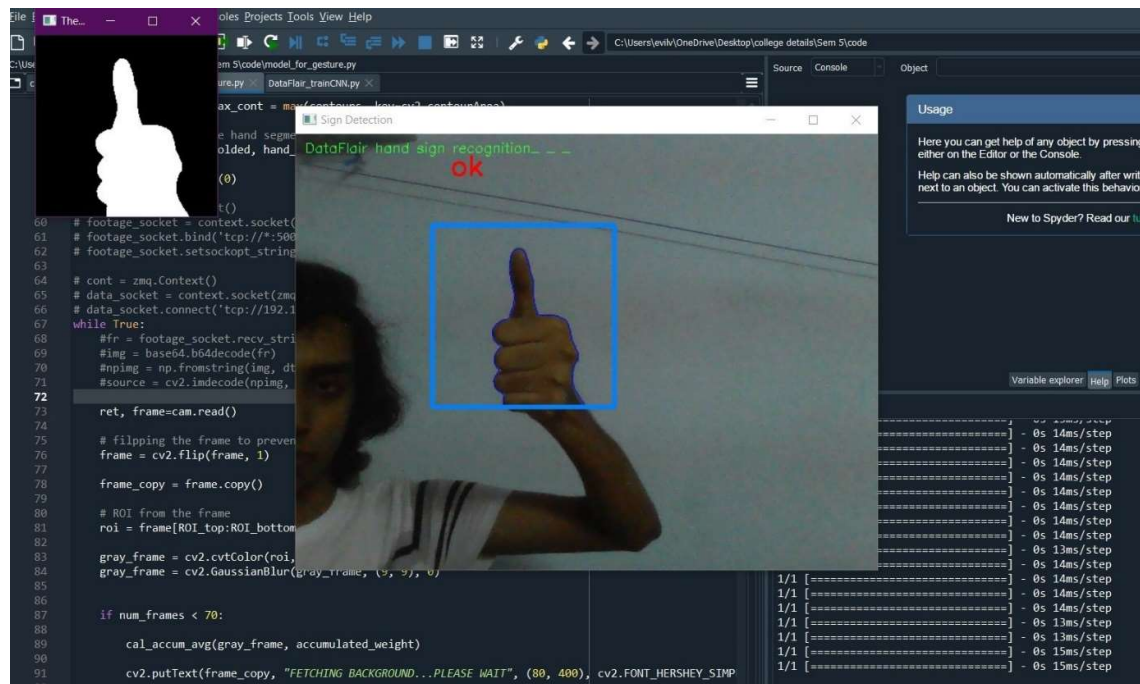 File
The...
oles Projects Tools View Help
C:\Users\evilv\OneDrive\Desktop\college details\Sem 5\code
em 5\code\model_for_gesture.py
ure.py
DataFlair_trainCNN.py
Source Console Object
Usage
Here you can get help of any object by pressing
either on the Editor or the Console.
Help can also be shown automatically after writ
next to an object. You can activate this behavio
New to Spyder? Read our
Variable explorer Help Plots
Sign Detection
DataFlair hand sign recognition_ _ _
ok
ax_cont = max(contours, key=cv2.contourArea)
e hand segme
olded, hand_
(0)
t()
60 # footage_socket = context.socket(
61 # footage_socket.bind('tcp://*:500
62 # footage_socket.setsockopt_string
63
64 # cont = zmq.Context()
65 # data_socket = context.socket(zmq
66 # data_socket.connect('tcp://192.1
67 while True:
68 #fr = footage_socket.recv_stri
69 #img = base64.b64decode(fr)
70 #npimg = np.fromstring(img, dt
71 #source = cv2.imdecode(npimg,
72
73 ret, frame=cam.read()
74
75 # filpping the frame to preven
76 frame = cv2.flip(frame, 1)
77
78 frame_copy = frame.copy()
79
80 # ROI from the frame
81 roi = frame[ROI_top:ROI_bottom
82
83 gray_frame = cv2.cvtColor(roi,
84 gray_frame = cv2.GaussianBlur(gray_frame, (9, 9), 0)
85
86
87 if num_frames < 70:
88
89 cal_accum_avg(gray_frame, accumulated_weight)
90
91 cv2.putText(frame_copy, "FETCHING BACKGROUND...PLEASE WAIT", (80, 400), cv2.FONT_HERSHEY_SIMP
=====================] - 0s 14ms/step
=====================] - 0s 14ms/step
=====================] - 0s 14ms/step
=====================] - 0s 14ms/step
=====================] - 0s 14ms/step
=====================] - 0s 14ms/step
=====================] - 0s 14ms/step
=====================] - 0s 14ms/step
=====================] - 0s 13ms/step
=====================] - 0s 14ms/step
1/1 [==============================] - 0s 14ms/step
1/1 [==============================] - 0s 14ms/step
1/1 [==============================] - 0s 14ms/step
1/1 [==============================] - 0s 13ms/step
1/1 [==============================] - 0s 13ms/step
1/1 [==============================] - 0s 15ms/step
1/1 [==============================] - 0s 15ms/step